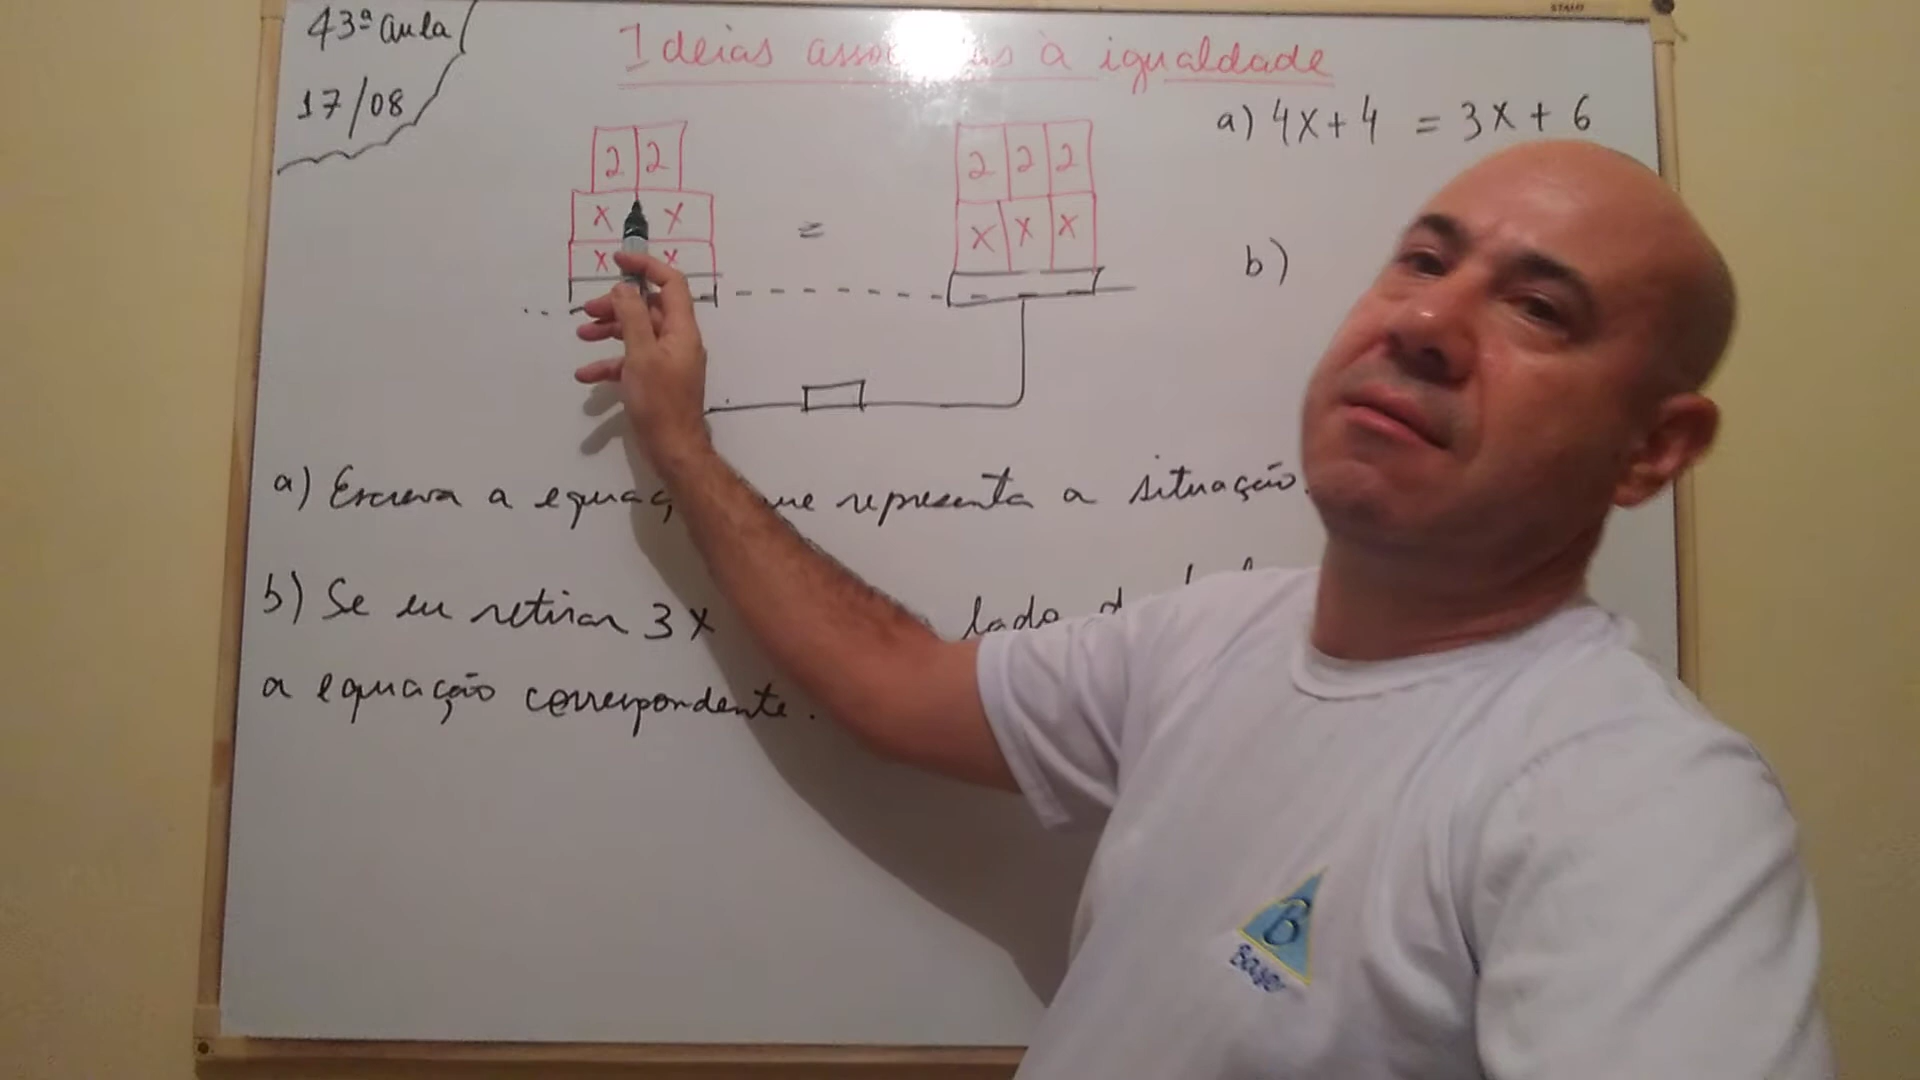 43ª aula
17/08
Ideias à igualdade
a) 4x+4 = 3x+6
2 2
x x
x x
=
2 2 2
x x x
b)
a) Escreva a representa a situação.
b) Se eu retirar 3x lado
a equação correspondente.
B